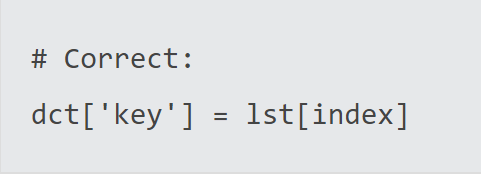 # Correct:
dct['key'] = lst[index]